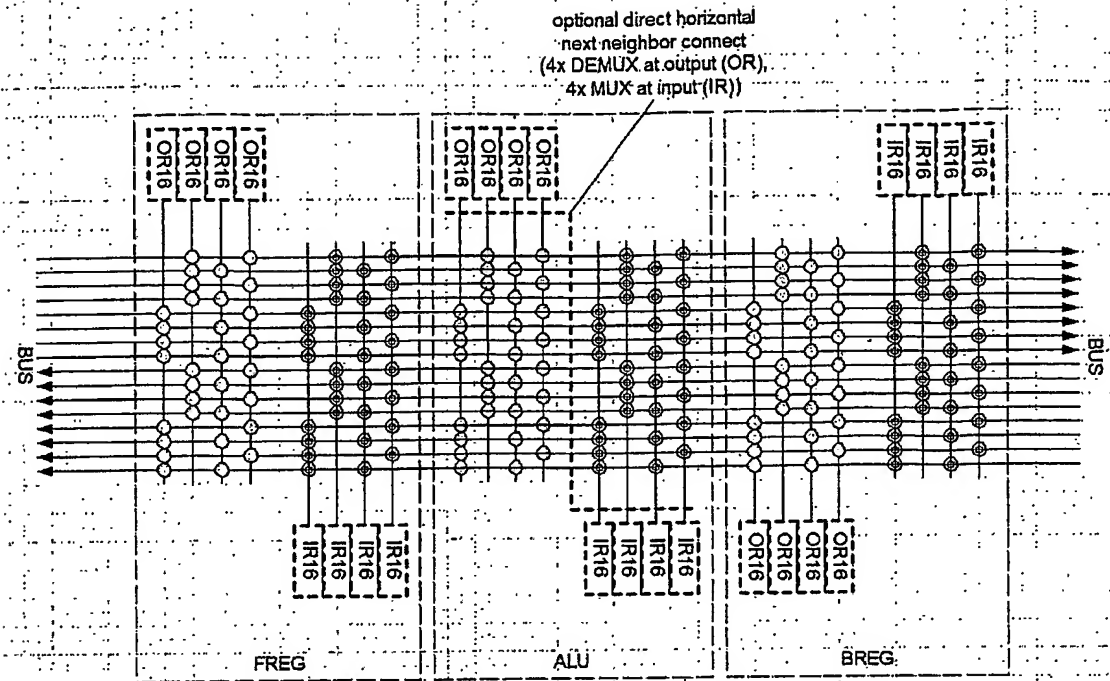 optional direct horizontal
next neighbor connect
(4x DEMUX at output (OR),
4x MUX at input (IR))
OR16
OR16
OR16
OR16
OR16
OR16
OR16
OR16
IR16
IR16
IR16
IR16
BUS
BUS
IR16
IR16
IR16
IR16
IR16
IR16
IR16
IR16
OR16
OR16
OR16
OR16
FREG
ALU
BREG